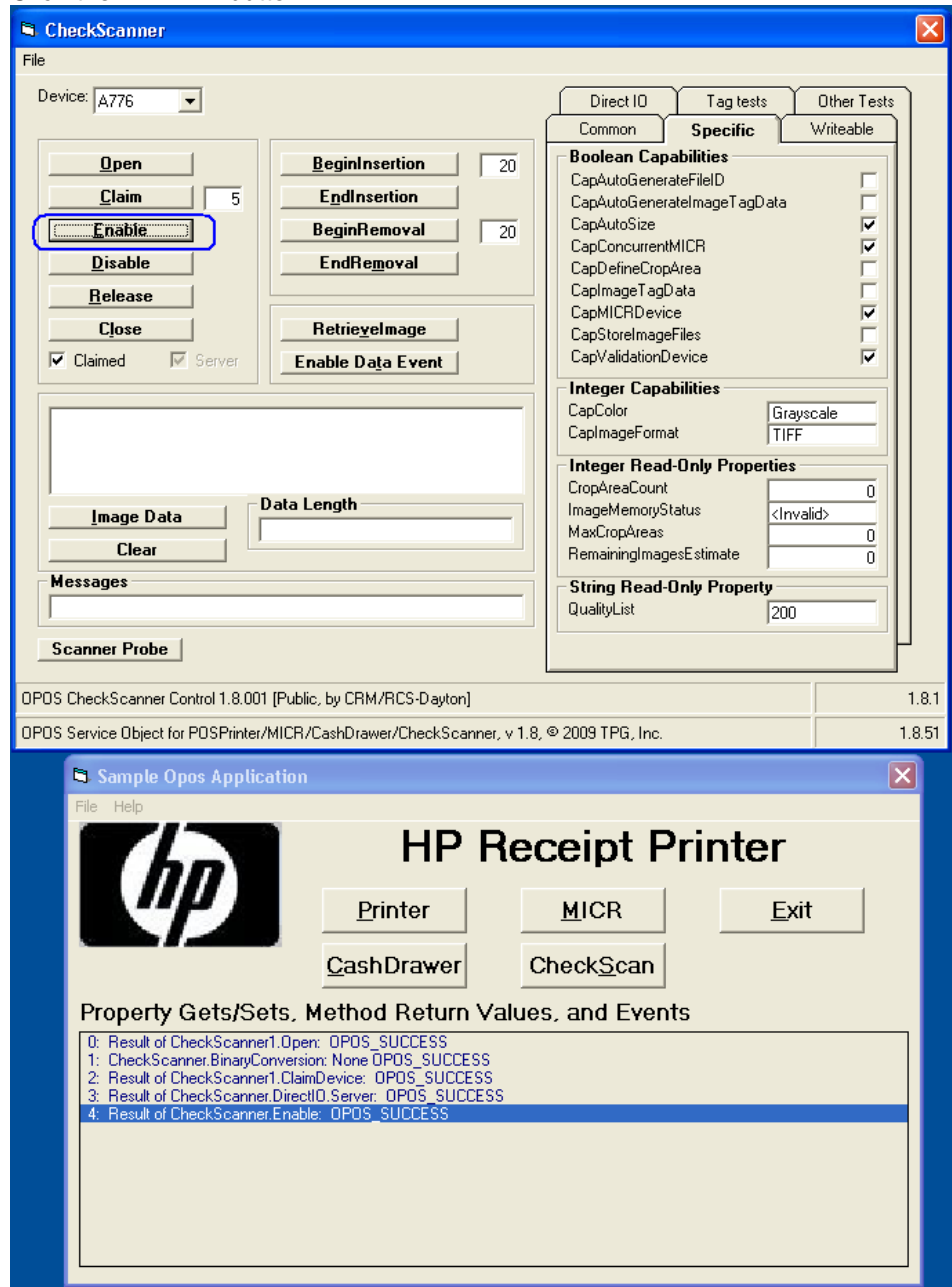 CheckScanner
File
Device: A776
Open
Claim 5
Enable
Disable
Release
Close
Claimed Server
BeginInsertion 20
EndInsertion
BeginRemoval 20
EndRemoval
RetrieveImage
Enable Data Event
Image Data
Clear
Data Length
Messages
Scanner Probe
Direct IO Tag tests Other Tests
Common Specific Writeable
Boolean Capabilities
CapAutoGenerateFileID
CapAutoGenerateImageTagData
CapAutoSize
CapConcurrentMICR
CapDefineCropArea
CapImageTagData
CapMICRDevice
CapStoreImageFiles
CapValidationDevice
Integer Capabilities
CapColor Grayscale
CapImageFormat TIFF
Integer Read-Only Properties
CropAreaCount 0
ImageMemoryStatus <Invalid>
MaxCropAreas 0
RemainingImagesEstimate 0
String Read-Only Property
QualityList 200
OPOS CheckScanner Control 1.8.001 [Public, by CRM/RCS-Dayton] 1.8.1
OPOS Service Object for POSPrinter/MICR/CashDrawer/CheckScanner, v 1.8, © 2009 TPG, Inc. 1.8.51
Sample Opos Application
File Help
hp
HP Receipt Printer
Printer MICR Exit
CashDrawer CheckScan
Property Gets/Sets, Method Return Values, and Events
0: Result of CheckScanner1.Open: OPOS_SUCCESS
1: CheckScanner.BinaryConversion: None OPOS_SUCCESS
2: Result of CheckScanner1.ClaimDevice: OPOS_SUCCESS
3: Result of CheckScanner.DirectIO.Server: OPOS_SUCCESS
4: Result of CheckScanner.Enable: OPOS_SUCCESS